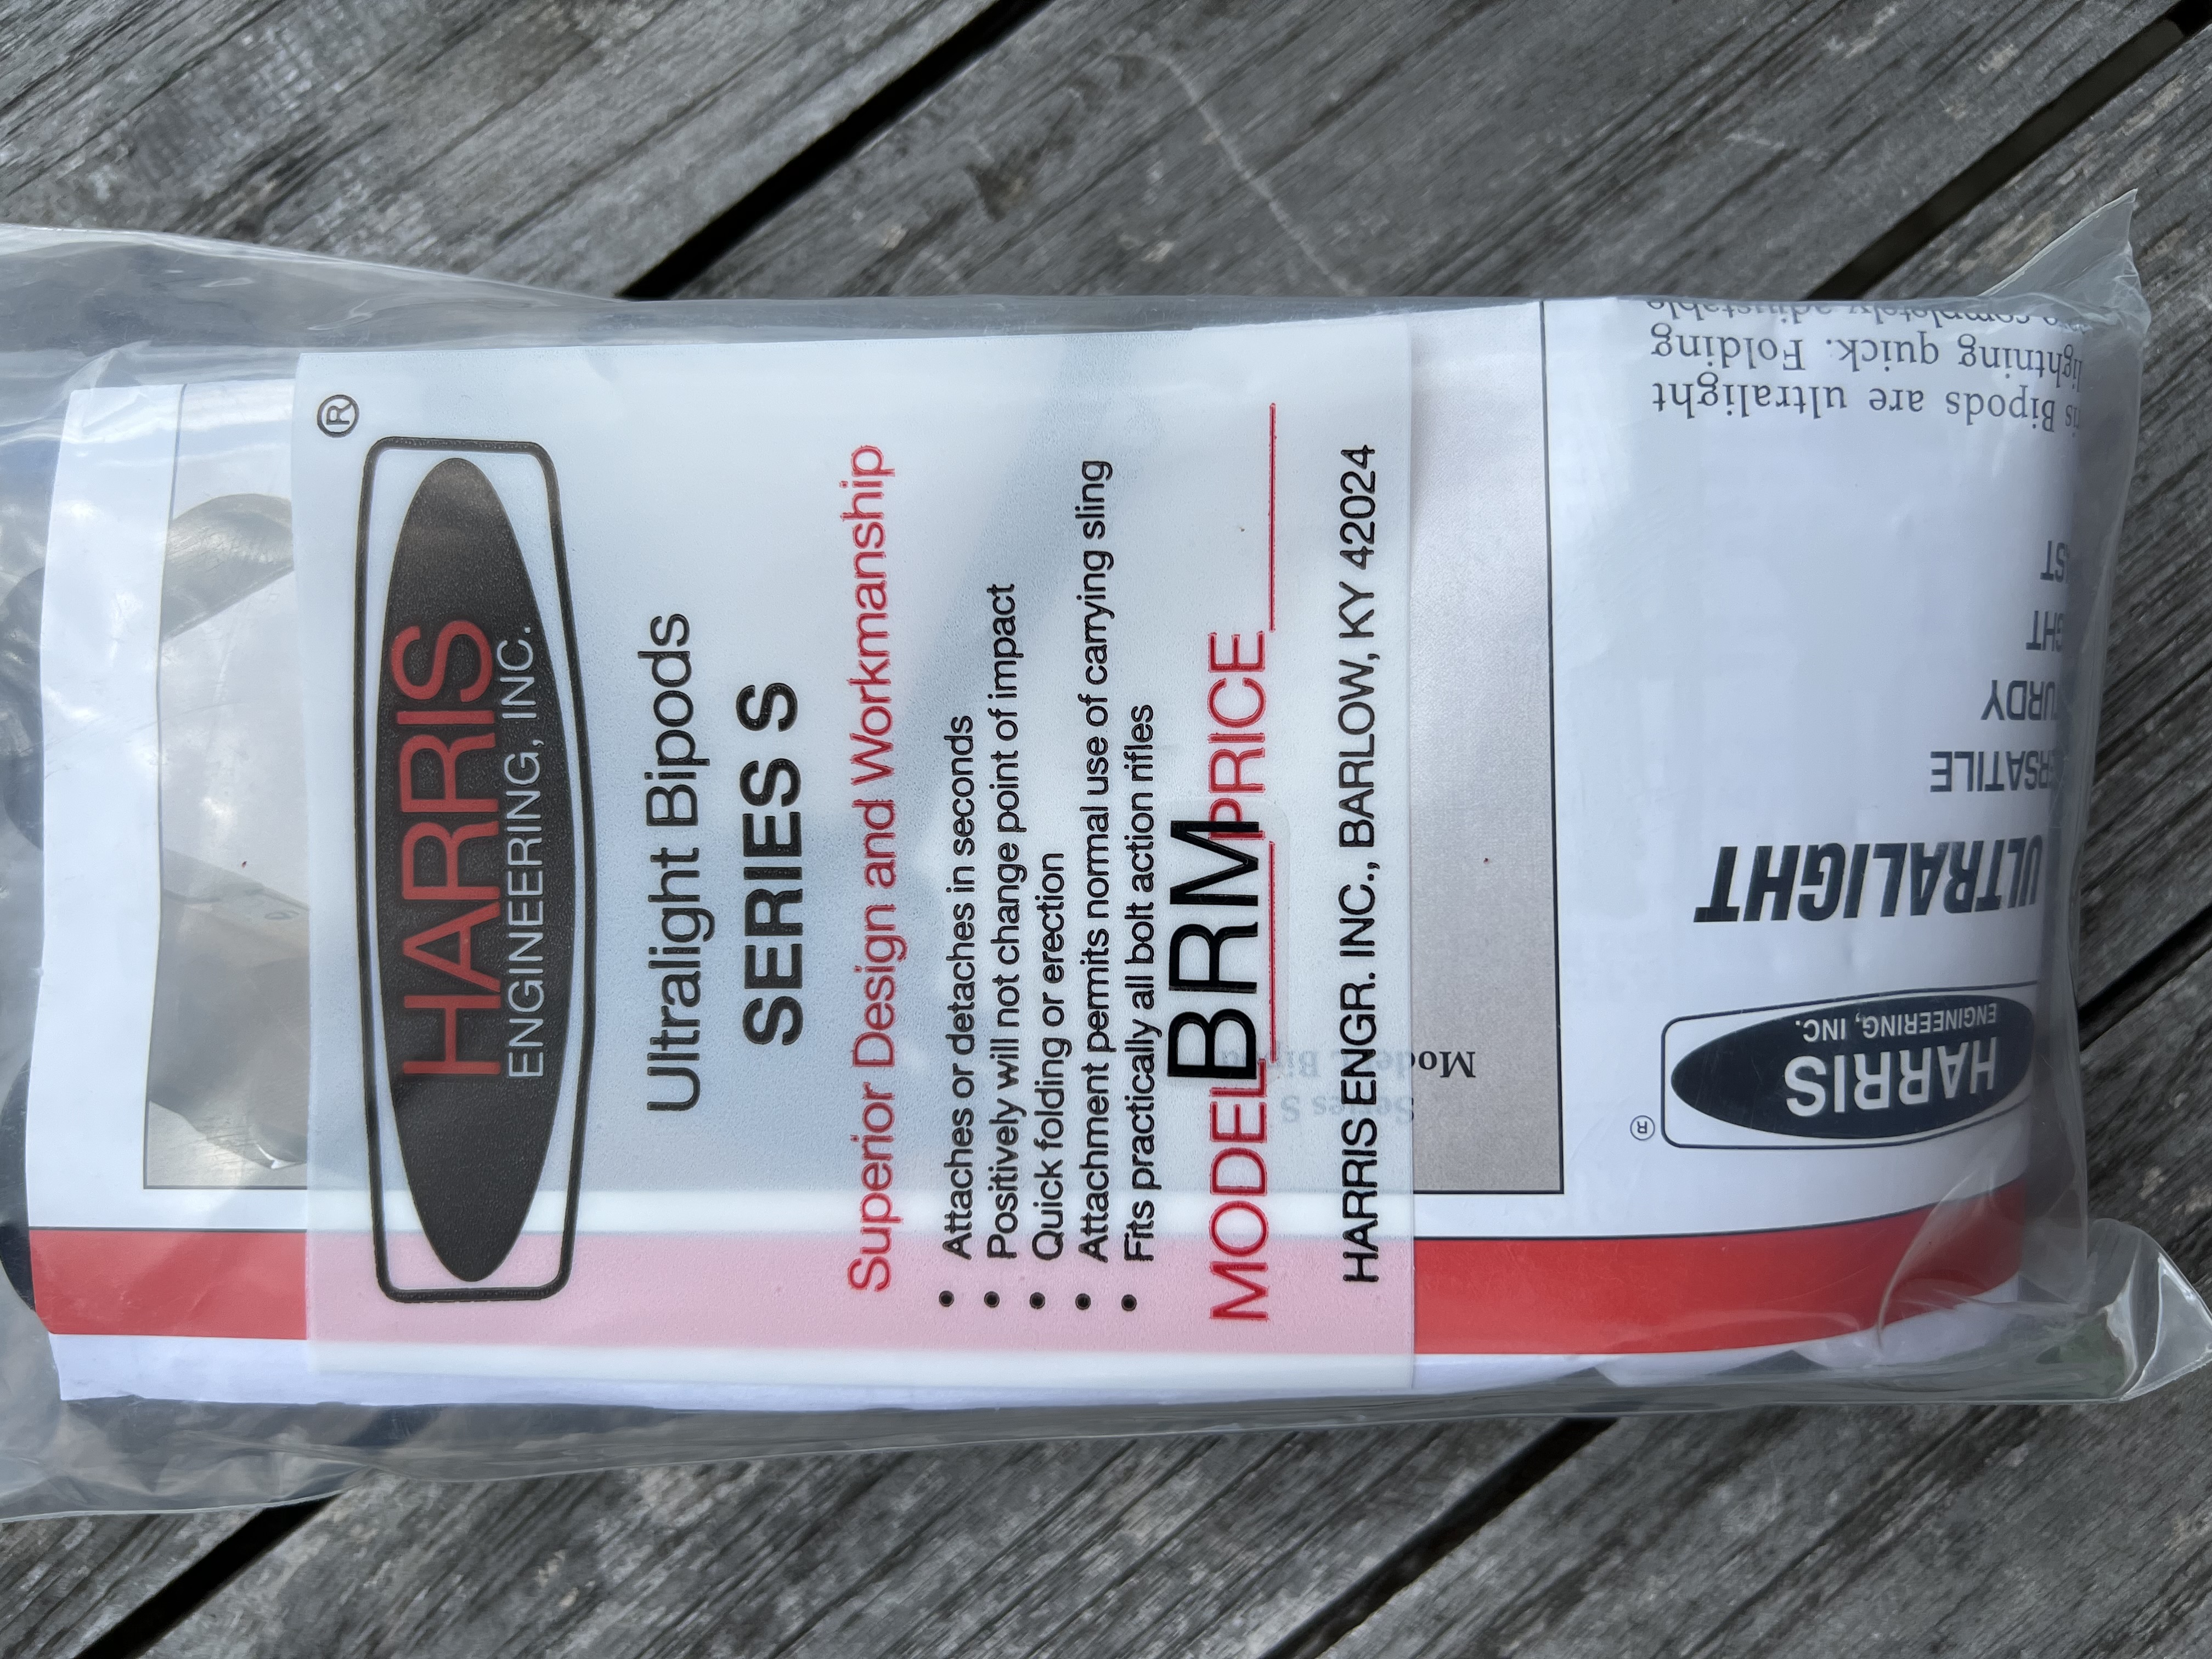 ®
HARRIS
ENGINEERING, INC.
Ultralight Bipods
SERIES S
Superior Design and Workmanship
• Attaches or detaches in seconds
• Positively will not change point of impact
• Quick folding or erection
• Attachment permits normal use of carrying sling
• Fits practically all bolt action rifles
MODEL BRM PRICE
HARRIS ENGR. INC., BARLOW, KY 42024
®
HARRIS
ENGINEERING, INC.
ULTRALIGHT
Bipods are ultralight
quick. Folding
completely adjustable
Series S